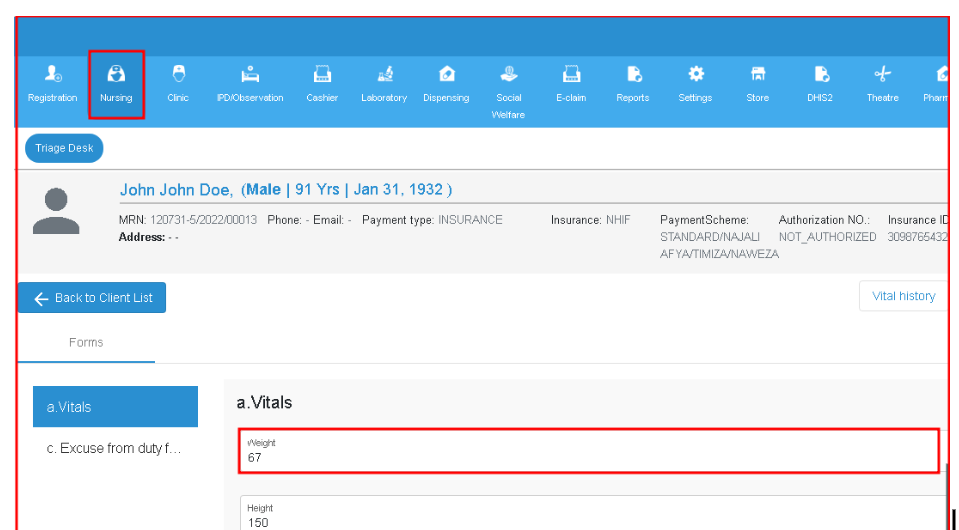 Registration Nursing Clinic IPD/Observation Cashier Laboratory Dispensing Social Welfare E-claim Reports Settings Store DHIS2 Theatre Pharm
Triage Desk
John John Doe, (Male | 91 Yrs | Jan 31, 1932 )
MRN: 120731-5/2022/00013 Phone: - Email: - Payment type: INSURANCE Insurance: NHIF PaymentScheme: Authorization NO.: Insurance ID
Address: - - STANDARD/NAJALI NOT_AUTHORIZED 3098765432
AFYA/TIMIZA/NAWEZA
← Back to Client List Vital history
Forms
a.Vitals
c. Excuse from duty f...
a.Vitals
Weight
67
Height
150